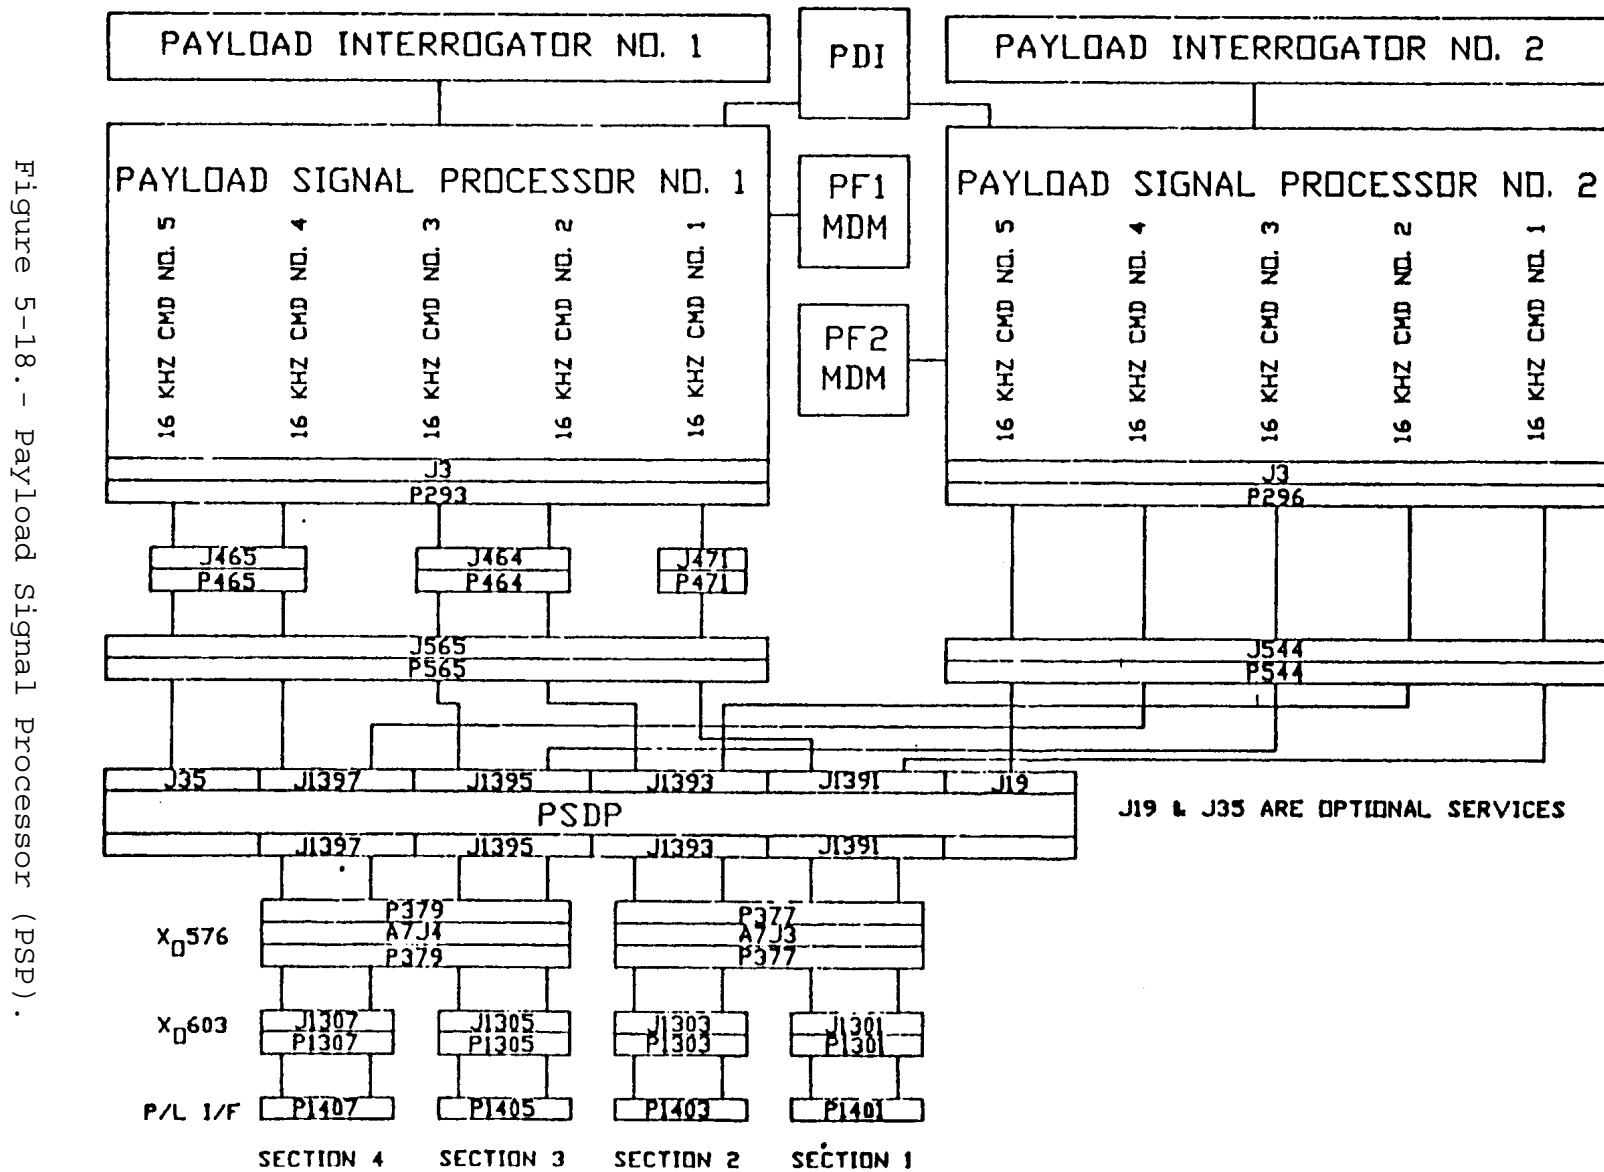 PAYLOAD INTERROGATOR NO. 1
PDI
PAYLOAD INTERROGATOR NO. 2
PAYLOAD SIGNAL PROCESSOR NO. 1
PF1
MDM
PAYLOAD SIGNAL PROCESSOR NO. 2
16 KHZ CMD NO. 5
16 KHZ CMD NO. 4
16 KHZ CMD NO. 3
16 KHZ CMD NO. 2
16 KHZ CMD NO. 1
PF2
MDM
16 KHZ CMD NO. 5
16 KHZ CMD NO. 4
16 KHZ CMD NO. 3
16 KHZ CMD NO. 2
16 KHZ CMD NO. 1
J3
P293
J3
P296
J465
P465
J464
P464
J471
P471
J565
P565
J544
P544
J35
J1397
J1395
J1393
J1391
J19
PSDP
J19 & J35 ARE OPTIONAL SERVICES
J1397
J1395
J1393
J1391
X₀576
P379
A7J4
P379
P377
A7J3
P377
X₀603
J1307
P1307
J1305
P1305
J1303
P1303
J1301
P1301
P/L I/F
P1407
P1405
P1403
P1401
SECTION 4
SECTION 3
SECTION 2
SECTION 1
Figure 5-18.- Payload Signal Processor (PSP).